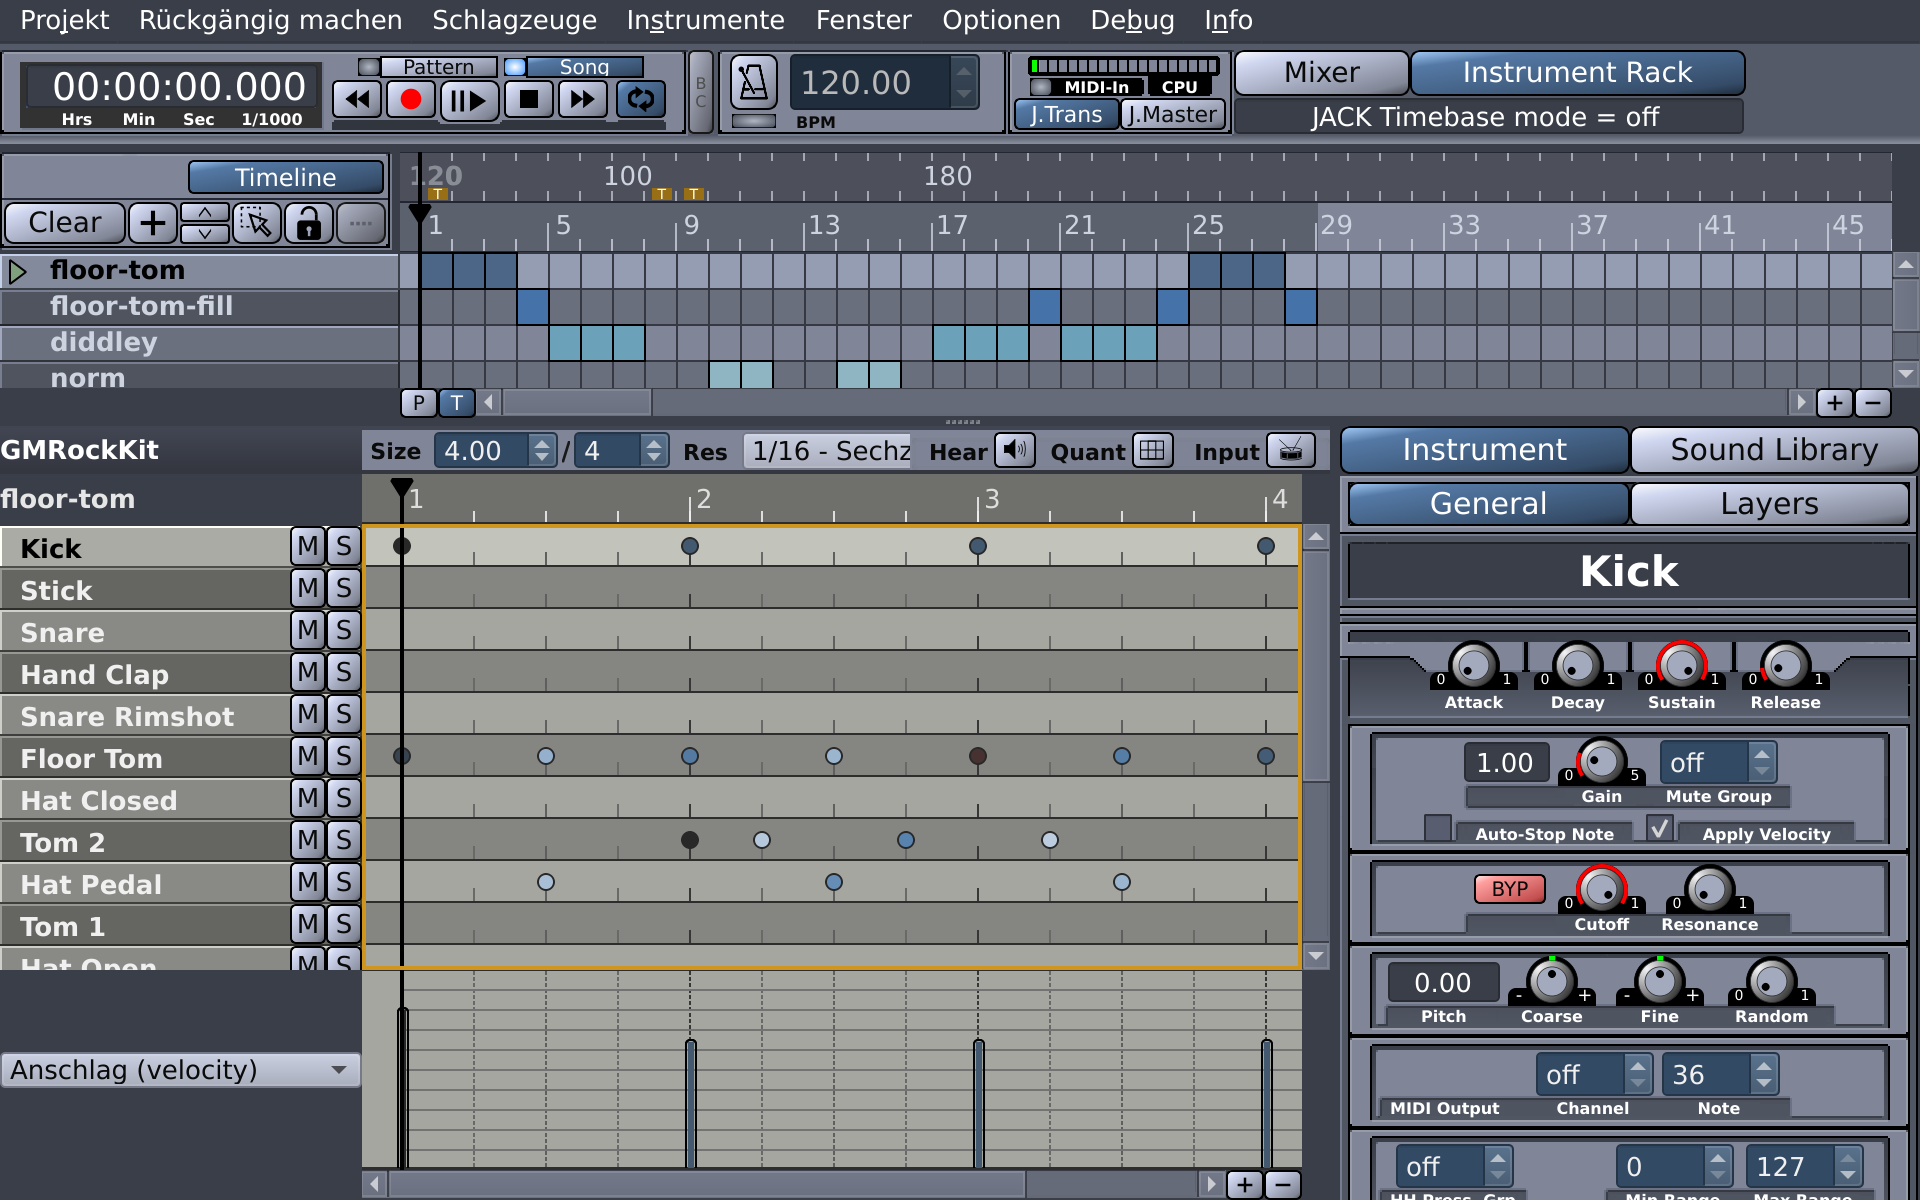 Projekt Rückgängig machen Schlagzeuge Instrumente Fenster Optionen Debug Info
00:00:00.000
Hrs Min Sec 1/1000
Pattern Song
B
C
120.00
BPM
MIDI-In CPU
J.Trans J.Master
Mixer Instrument Rack
JACK Timebase mode = off
Timeline
120 100 180
T T T
Clear
1 5 9 13 17 21 25 29 33 37 41 45
floor-tom
floor-tom-fill
diddley
norm
P T
GMRockKit
Size 4.00 / 4 Res 1/16 - Sechz Hear Quant Input
floor-tom
1 2 3 4
Kick M S
Stick M S
Snare M S
Hand Clap M S
Snare Rimshot M S
Floor Tom M S
Hat Closed M S
Tom 2 M S
Hat Pedal M S
Tom 1 M S
Hat Open M S
Anschlag (velocity)
Instrument Sound Library
General Layers
Kick
0 1 0 1 0 1 0 1
Attack Decay Sustain Release
1.00 0 5 off
Gain Mute Group
Auto-Stop Note Apply Velocity
BYP 0 1 0 1
Cutoff Resonance
0.00 - + - + 0 1
Pitch Coarse Fine Random
off 36
MIDI Output Channel Note
off 0 127
HH Press. Grp Min Range Max Range